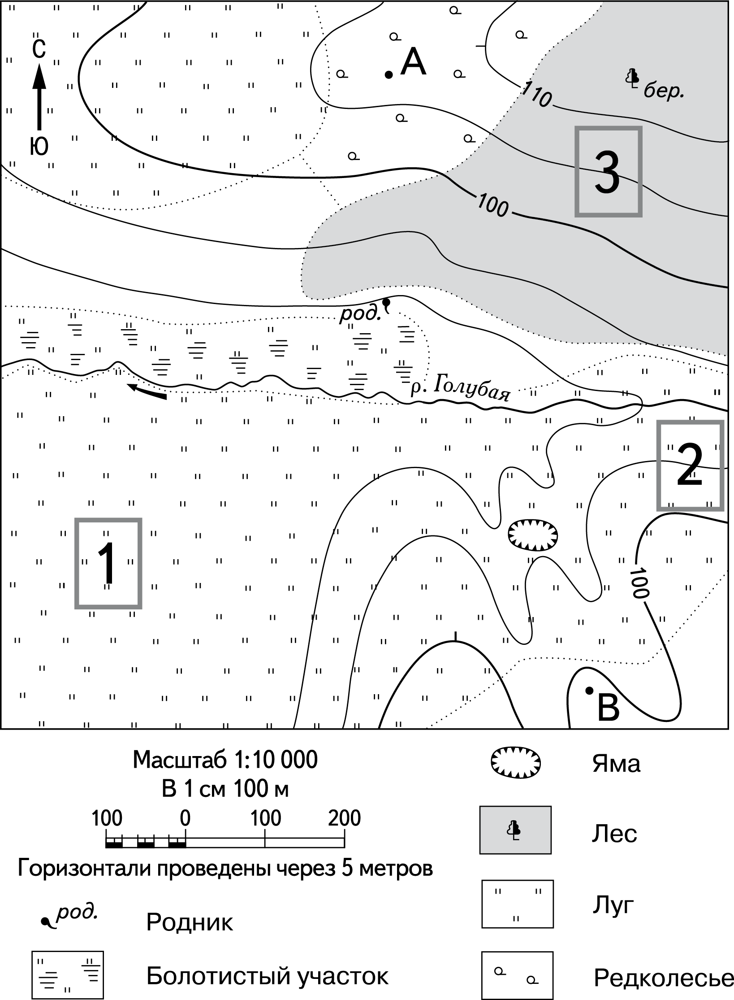 С
Ю
А
110
бер.
3
100
род.
р. Голубая
2
1
100
В
Масштаб 1:10 000
В 1 см 100 м
100 0 100 200
Горизонтали проведены через 5 метров
род. Родник
Болотистый участок
Яма
Лес
Луг
Редколесье